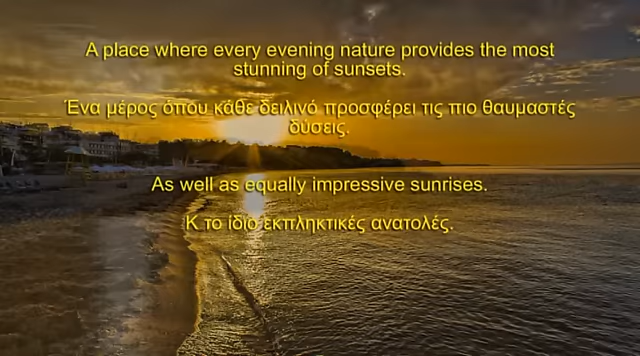 A place where every evening nature provides the most
stunning of sunsets.
Ένα μέρος όπου κάθε δειλινό προσφέρει τις πιο θαυμαστές
δύσεις.
As well as equally impressive sunrises.
Κ το ίδιο εκπληκτικές ανατολές.